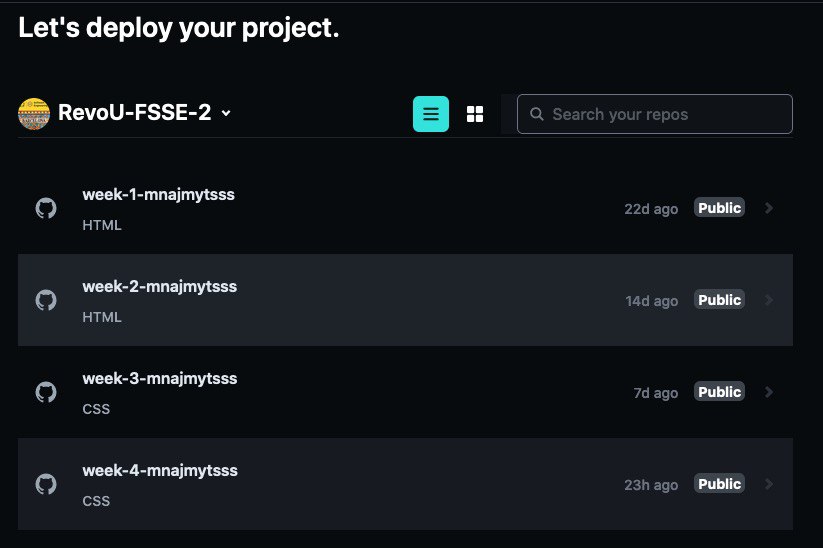 Let's deploy your project.
RevoU-FSSE-2
Search your repos
week-1-mnajmytsss
22d ago Public
HTML
week-2-mnajmytsss
14d ago Public
HTML
week-3-mnajmytsss
7d ago Public
CSS
week-4-mnajmytsss
23h ago Public
CSS